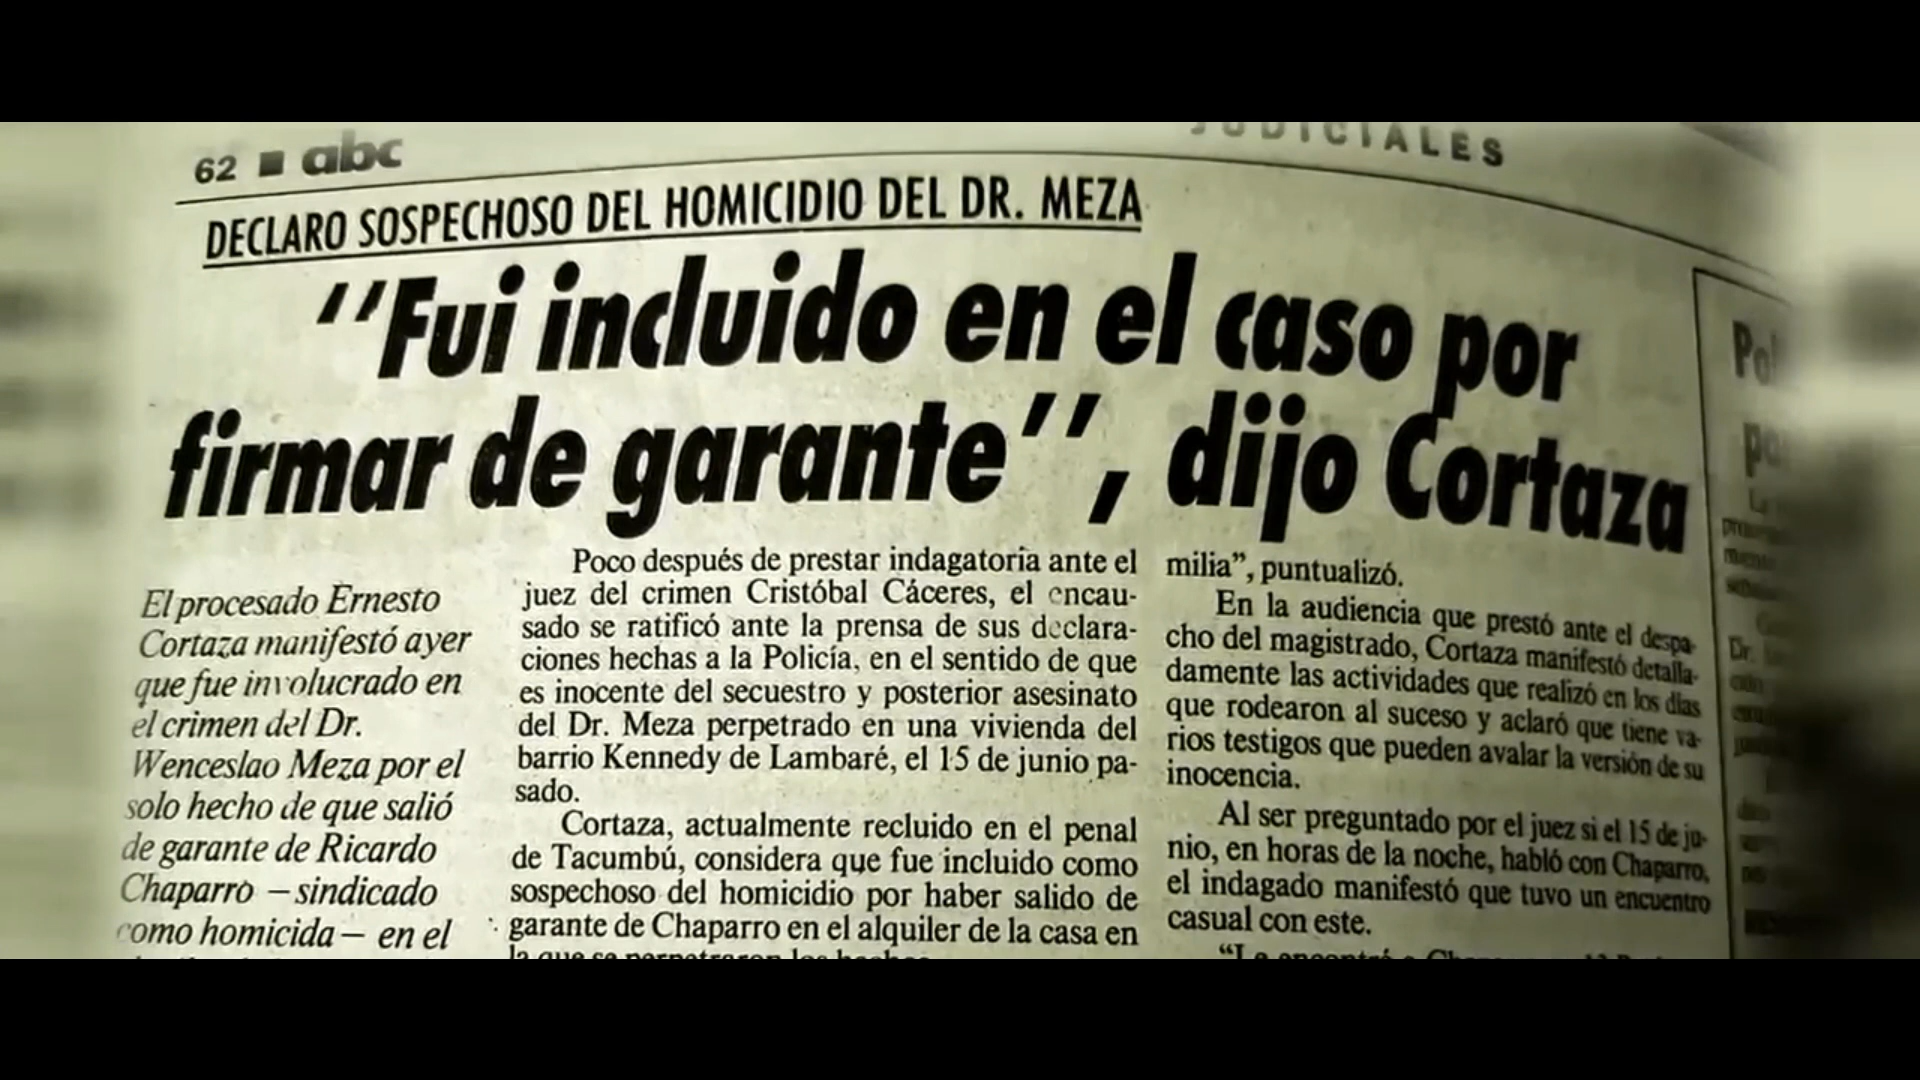 62 ■ abc
JUDICIALES
DECLARO SOSPECHOSO DEL HOMICIDIO DEL DR. MEZA
“Fui incluido en el caso por
firmar de garante”, dijo Cortaza
El procesado Ernesto
Cortaza manifestó ayer
que fue involucrado en
el crimen del Dr.
Wenceslao Meza por el
solo hecho de que salió
de garante de Ricardo
Chaparro —sindicado
como homicida— en el
Poco después de prestar indagatoria ante el
juez del crimen Cristóbal Cáceres, el encau-
sado se ratificó ante la prensa de sus declara-
ciones hechas a la Policía, en el sentido de que
es inocente del secuestro y posterior asesinato
del Dr. Meza perpetrado en una vivienda del
barrio Kennedy de Lambaré, el 15 de junio pa-
sado.
Cortaza, actualmente recluido en el penal
de Tacumbú, considera que fue incluido como
sospechoso del homicidio por haber salido de
garante de Chaparro en el alquiler de la casa en
la que se perpetraron los hechos
milia”, puntualizó.
En la audiencia que prestó ante el despa-
cho del magistrado, Cortaza manifestó detalla-
damente las actividades que realizó en los días
que rodearon al suceso y aclaró que tiene va-
rios testigos que pueden avalar la versión de su
inocencia.
Al ser preguntado por el juez si el 15 de ju-
nio, en horas de la noche, habló con Chaparro,
el indagado manifestó que tuvo un encuentro
casual con este.
“Lo encontré a
Dr.